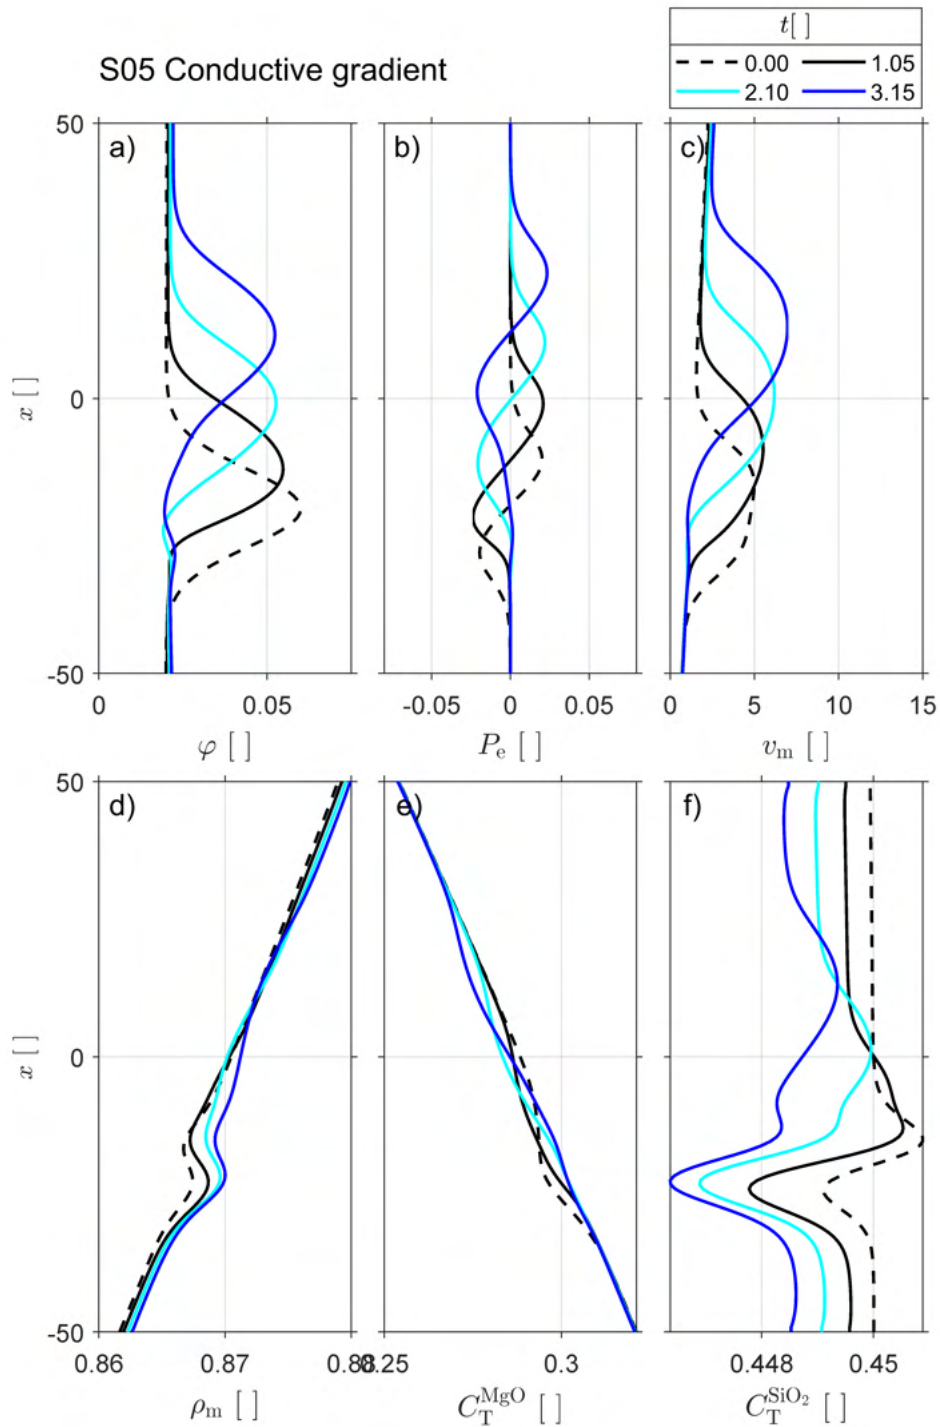 t[ ]
0.00 1.05
2.10 3.15
S05 Conductive gradient
a) b) c)
x [ ]
50
0
-50
0 0.05
φ [ ]
-0.05 0 0.05
Pe [ ]
0 5 10 15
vm [ ]
d) e) f)
x [ ]
50
0
-50
0.86 0.87 0.88
ρm [ ]
0.25 0.3
C_T^MgO [ ]
0.448 0.45
C_T^SiO₂ [ ]